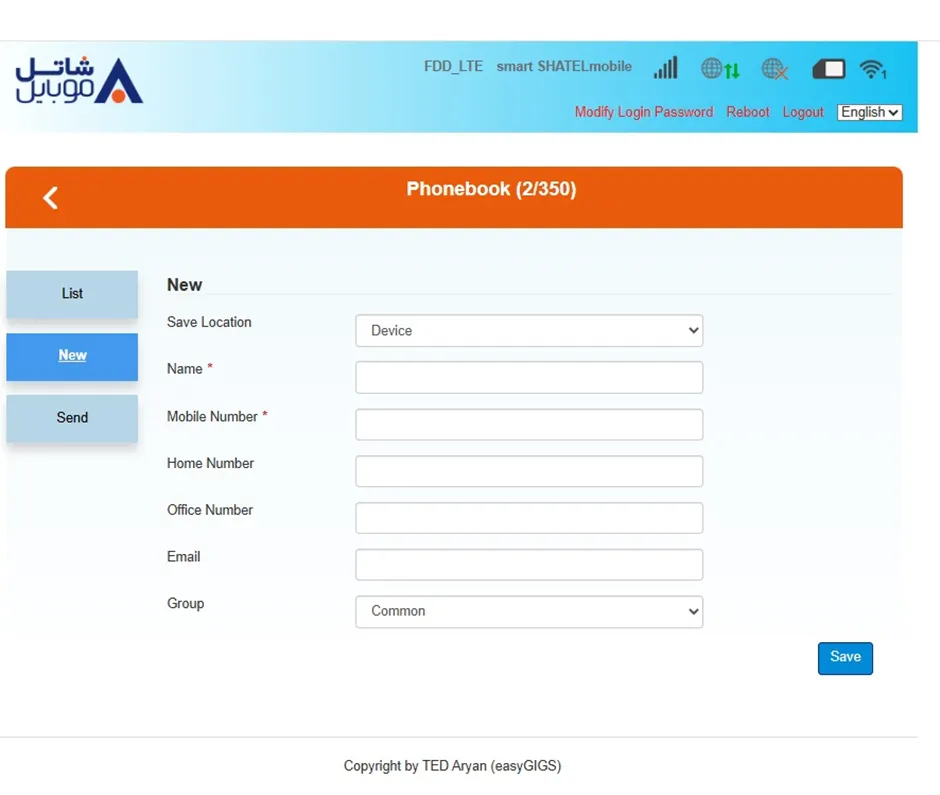 شاتل
موبایل
FDD_LTE smart SHATELmobile
1
Modify Login Password Reboot Logout English
Phonebook (2/350)
List
New
Send
New
Save Location Device
Name *
Mobile Number *
Home Number
Office Number
Email
Group Common
Save
Copyright by TED Aryan (easyGIGS)